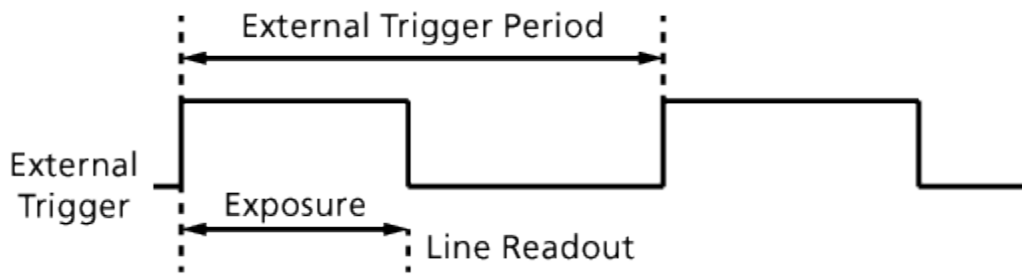 External Trigger Period
External
Trigger
Exposure
Line Readout